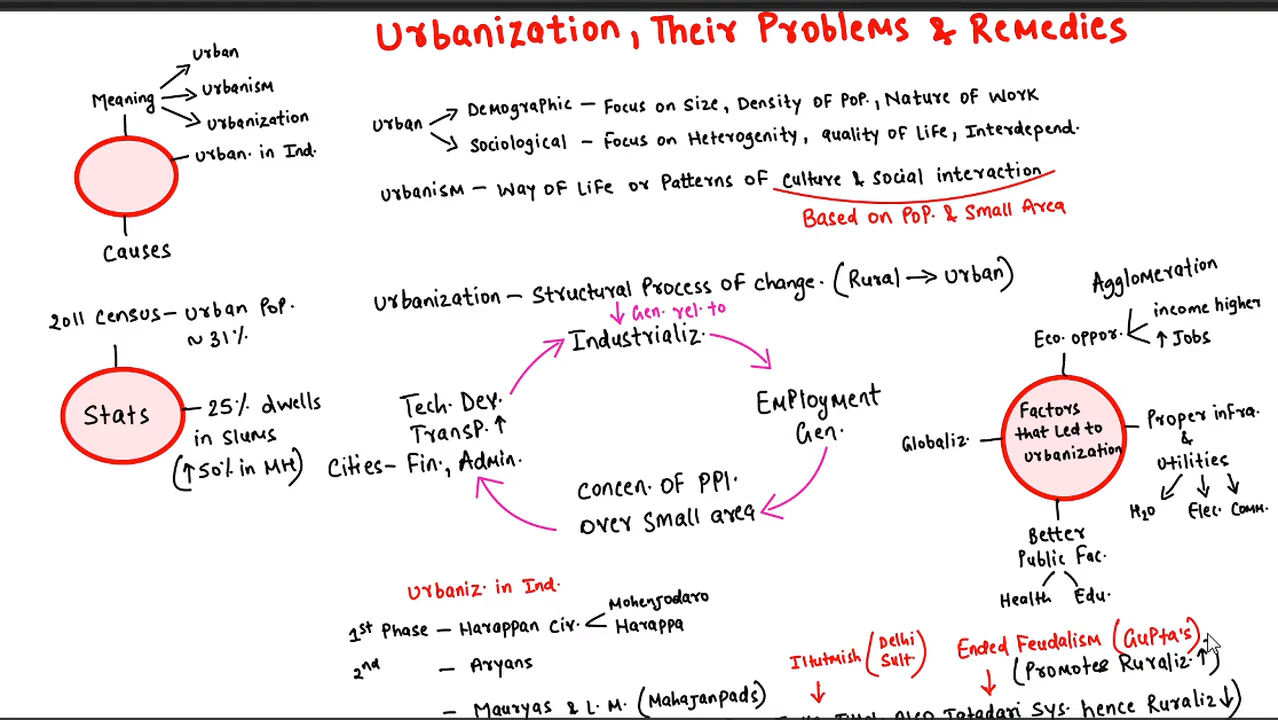 Urbanization, Their Problems & Remedies
Meaning
Urban
Urbanism
Urbanization
Urban. in Ind.
Causes
Urban
Demographic – Focus on Size, Density of Pop., Nature of Work
Sociological – Focus on Heterogenity, quality of Life, Interdepend.
Urbanism – Way of Life or Patterns of Culture & Social interaction
Based on Pop. & Small Area
Urbanization – Structural Process of change. (Rural → Urban)
↓ Gen. rel. to
Industrializ.
Employment
Gen.
Concen. of PPl.
over Small area
Tech. Dev.
Transp. ↑
Cities – Fin., Admin.
2011 Census – Urban Pop.
~ 31%
Stats
25% dwells
in Slums
(↑50% in MH)
Agglomeration
Eco. oppor.
income higher
↑ Jobs
Factors
that Led to
Urbanization
Globaliz.
Proper infra.
&
Utilities
H2O
Elec.
Comm.
Better
Public Fac.
Health
Edu.
Urbaniz. in Ind.
1st Phase – Harappan Civ.
Mohenjodaro
Harappa
2nd – Aryans
– Mauryas & L. M. (Mahajanpads)
Iltutmish (Delhi Sult.)
Ended Feudalism (Gupta's)
(Promotes Ruraliz. ↑)
sys. hence Ruraliz ↓)